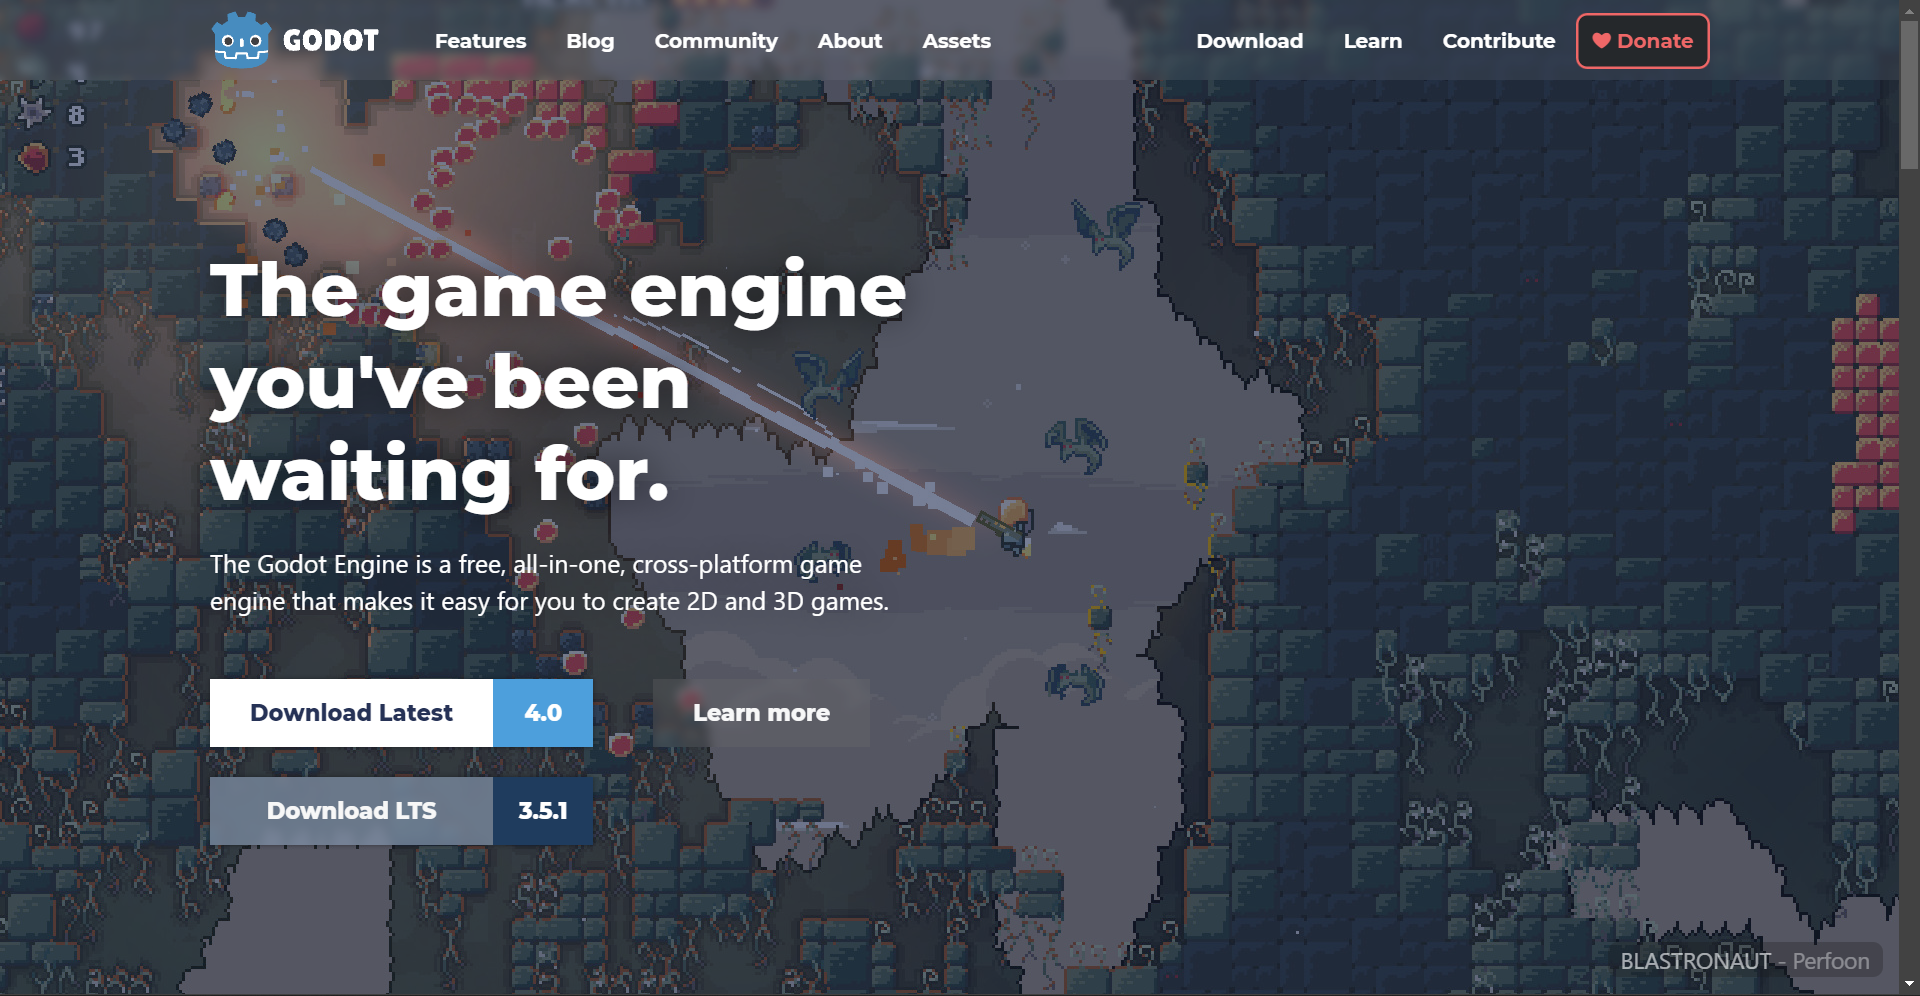 GODOT Features Blog Community About Assets Download Learn Contribute Donate
8
3
The game engine
you've been
waiting for.
The Godot Engine is a free, all-in-one, cross-platform game
engine that makes it easy for you to create 2D and 3D games.
Download Latest 4.0 Learn more
Download LTS 3.5.1
BLASTRONAUT - Perfoon